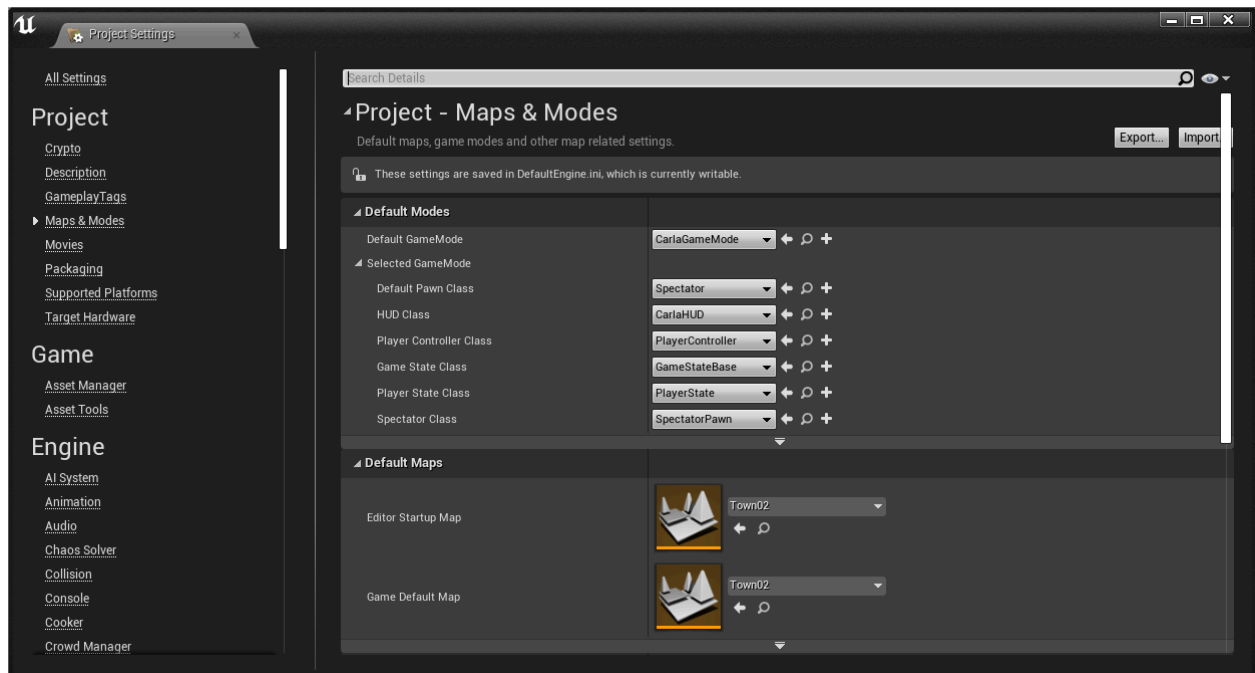 Project Settings
All Settings
Project
Crypto
Description
GameplayTags
Maps & Modes
Movies
Packaging
Supported Platforms
Target Hardware
Game
Asset Manager
Asset Tools
Engine
AI System
Animation
Audio
Chaos Solver
Collision
Console
Cooker
Crowd Manager
Search Details
Project - Maps & Modes
Default maps, game modes and other map related settings.
Export... Import
These settings are saved in DefaultEngine.ini, which is currently writable.
Default Modes
Default GameMode CarlaGameMode
Selected GameMode
Default Pawn Class Spectator
HUD Class CarlaHUD
Player Controller Class PlayerController
Game State Class GameStateBase
Player State Class PlayerState
Spectator Class SpectatorPawn
Default Maps
Editor Startup Map Town02
Game Default Map Town02